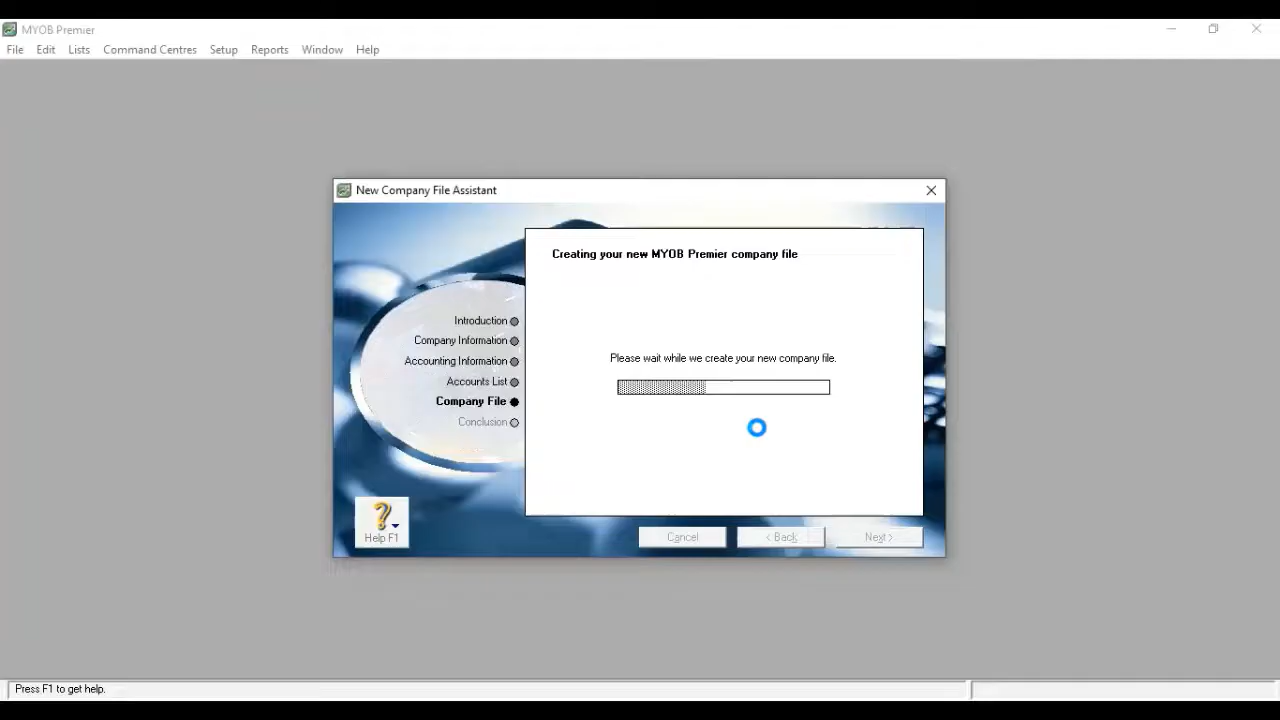 MYOB Premier
File Edit Lists Command Centres Setup Reports Window Help
New Company File Assistant
Creating your new MYOB Premier company file
Introduction
Company Information
Accounting Information
Accounts List
Company File
Conclusion
Please wait while we create your new company file.
Help F1
Cancel < Back Next >
Press F1 to get help.